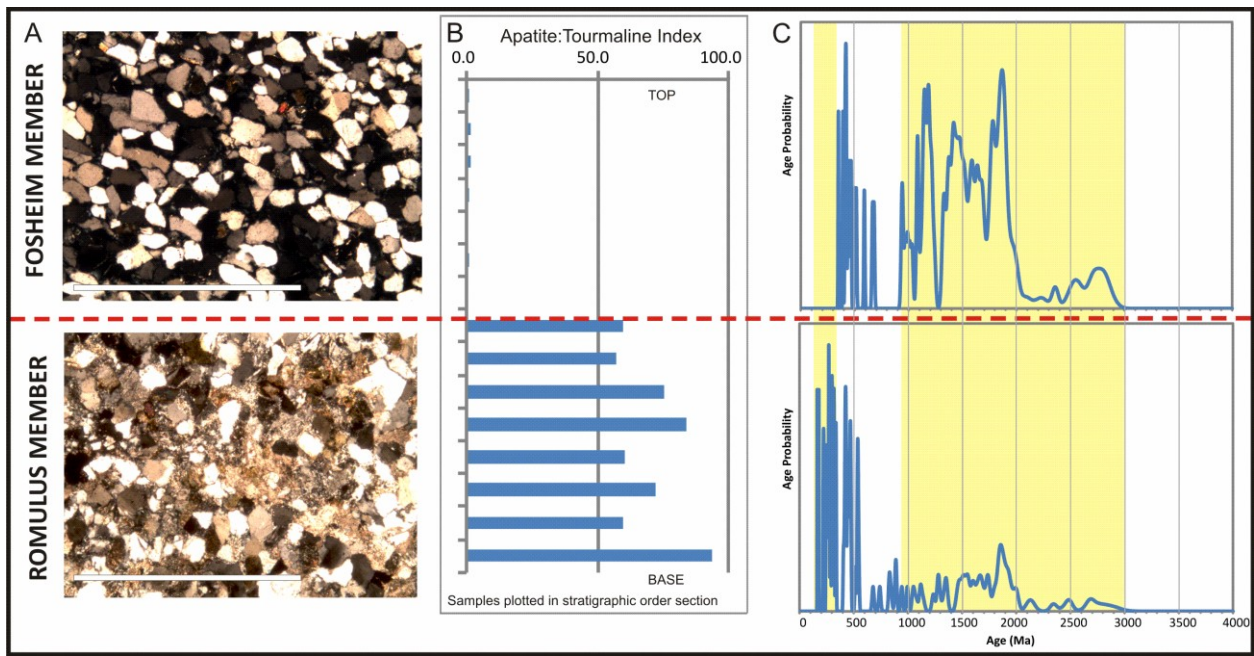 A
FOSHEIM MEMBER
ROMULUS MEMBER
B
Apatite:Tourmaline Index
0.0 50.0 100.0
TOP
BASE
Samples plotted in stratigraphic order section
C
Age Probability
Age Probability
0 500 1000 1500 2000 2500 3000 3500 4000
Age (Ma)